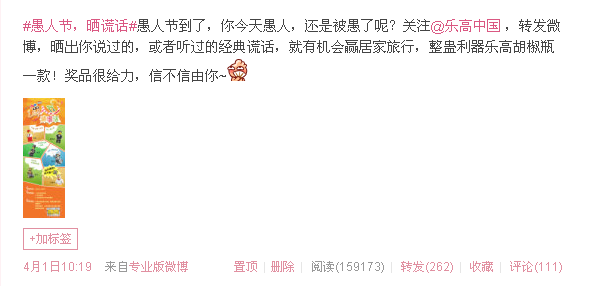 #愚人节，晒谎话#愚人节到了，你今天愚人，还是被愚了呢？关注@乐高中国，转发微
博，晒出你说过的，或者听过的经典谎话，就有机会赢居家旅行，整蛊利器乐高胡椒瓶
一款！奖品很给力，信不信由你~
+加标签
4月1日10:19 来自专业版微博 置顶 | 删除 | 阅读(159173) | 转发(262) | 收藏 | 评论(111)